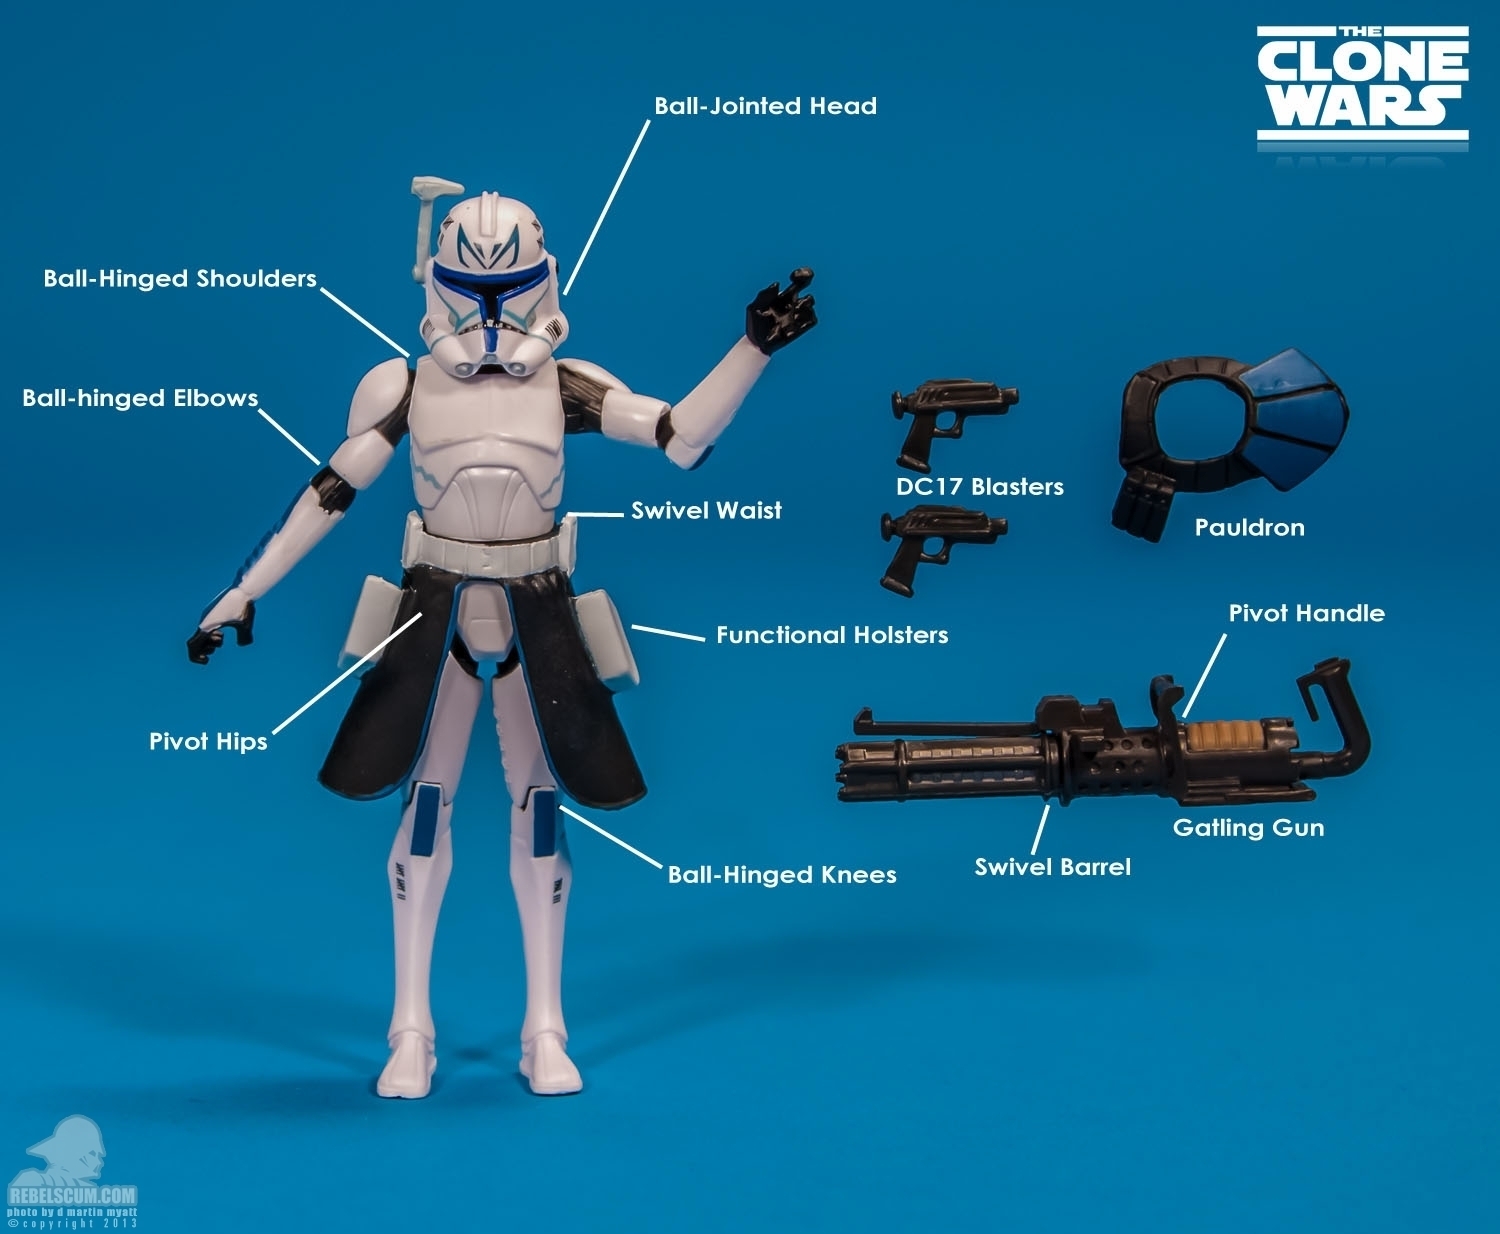 THE
CLONE
WARS
Ball-Jointed Head
Ball-Hinged Shoulders
Ball-hinged Elbows
DC17 Blasters
Swivel Waist
Pauldron
Pivot Handle
Functional Holsters
Pivot Hips
Gatling Gun
Swivel Barrel
Ball-Hinged Knees
REBELSCUM.COM
photo by d martin myatt
©copyright 2013